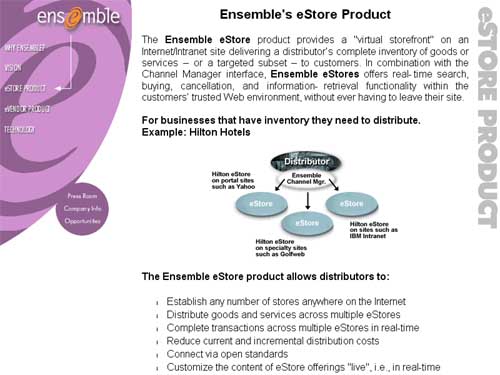 ensemble
WHY ENSEMBLE?
VISION
eSTORE PRODUCT
eVENDOR PRODUCT
TECHNOLOGY
Press Room
Company Info
Opportunities
Ensemble's eStore Product
The Ensemble eStore product provides a "virtual storefront" on an
Internet/Intranet site delivering a distributor's complete inventory of goods or
services – or a targeted subset – to customers. In combination with the
Channel Manager interface, Ensemble eStores offers real- time search,
buying, cancellation, and information- retrieval functionality within the
customers' trusted Web environment, without ever having to leave their site.
For businesses that have inventory they need to distribute.
Example: Hilton Hotels
Distributor
Ensemble
Channel Mgr.
Hilton eStore
on portal sites
such as Yahoo
eStore
eStore
eStore
Hilton eStore
on sites such as
IBM Intranet
Hilton eStore
on specialty sites
such as Golfweb
The Ensemble eStore product allows distributors to:
Establish any number of stores anywhere on the Internet
Distribute goods and services across multiple eStores
Complete transactions across multiple eStores in real-time
Reduce current and incremental distribution costs
Connect via open standards
Customize the content of eStore offerings "live", i.e., in real-time
eSTORE PRODUCT